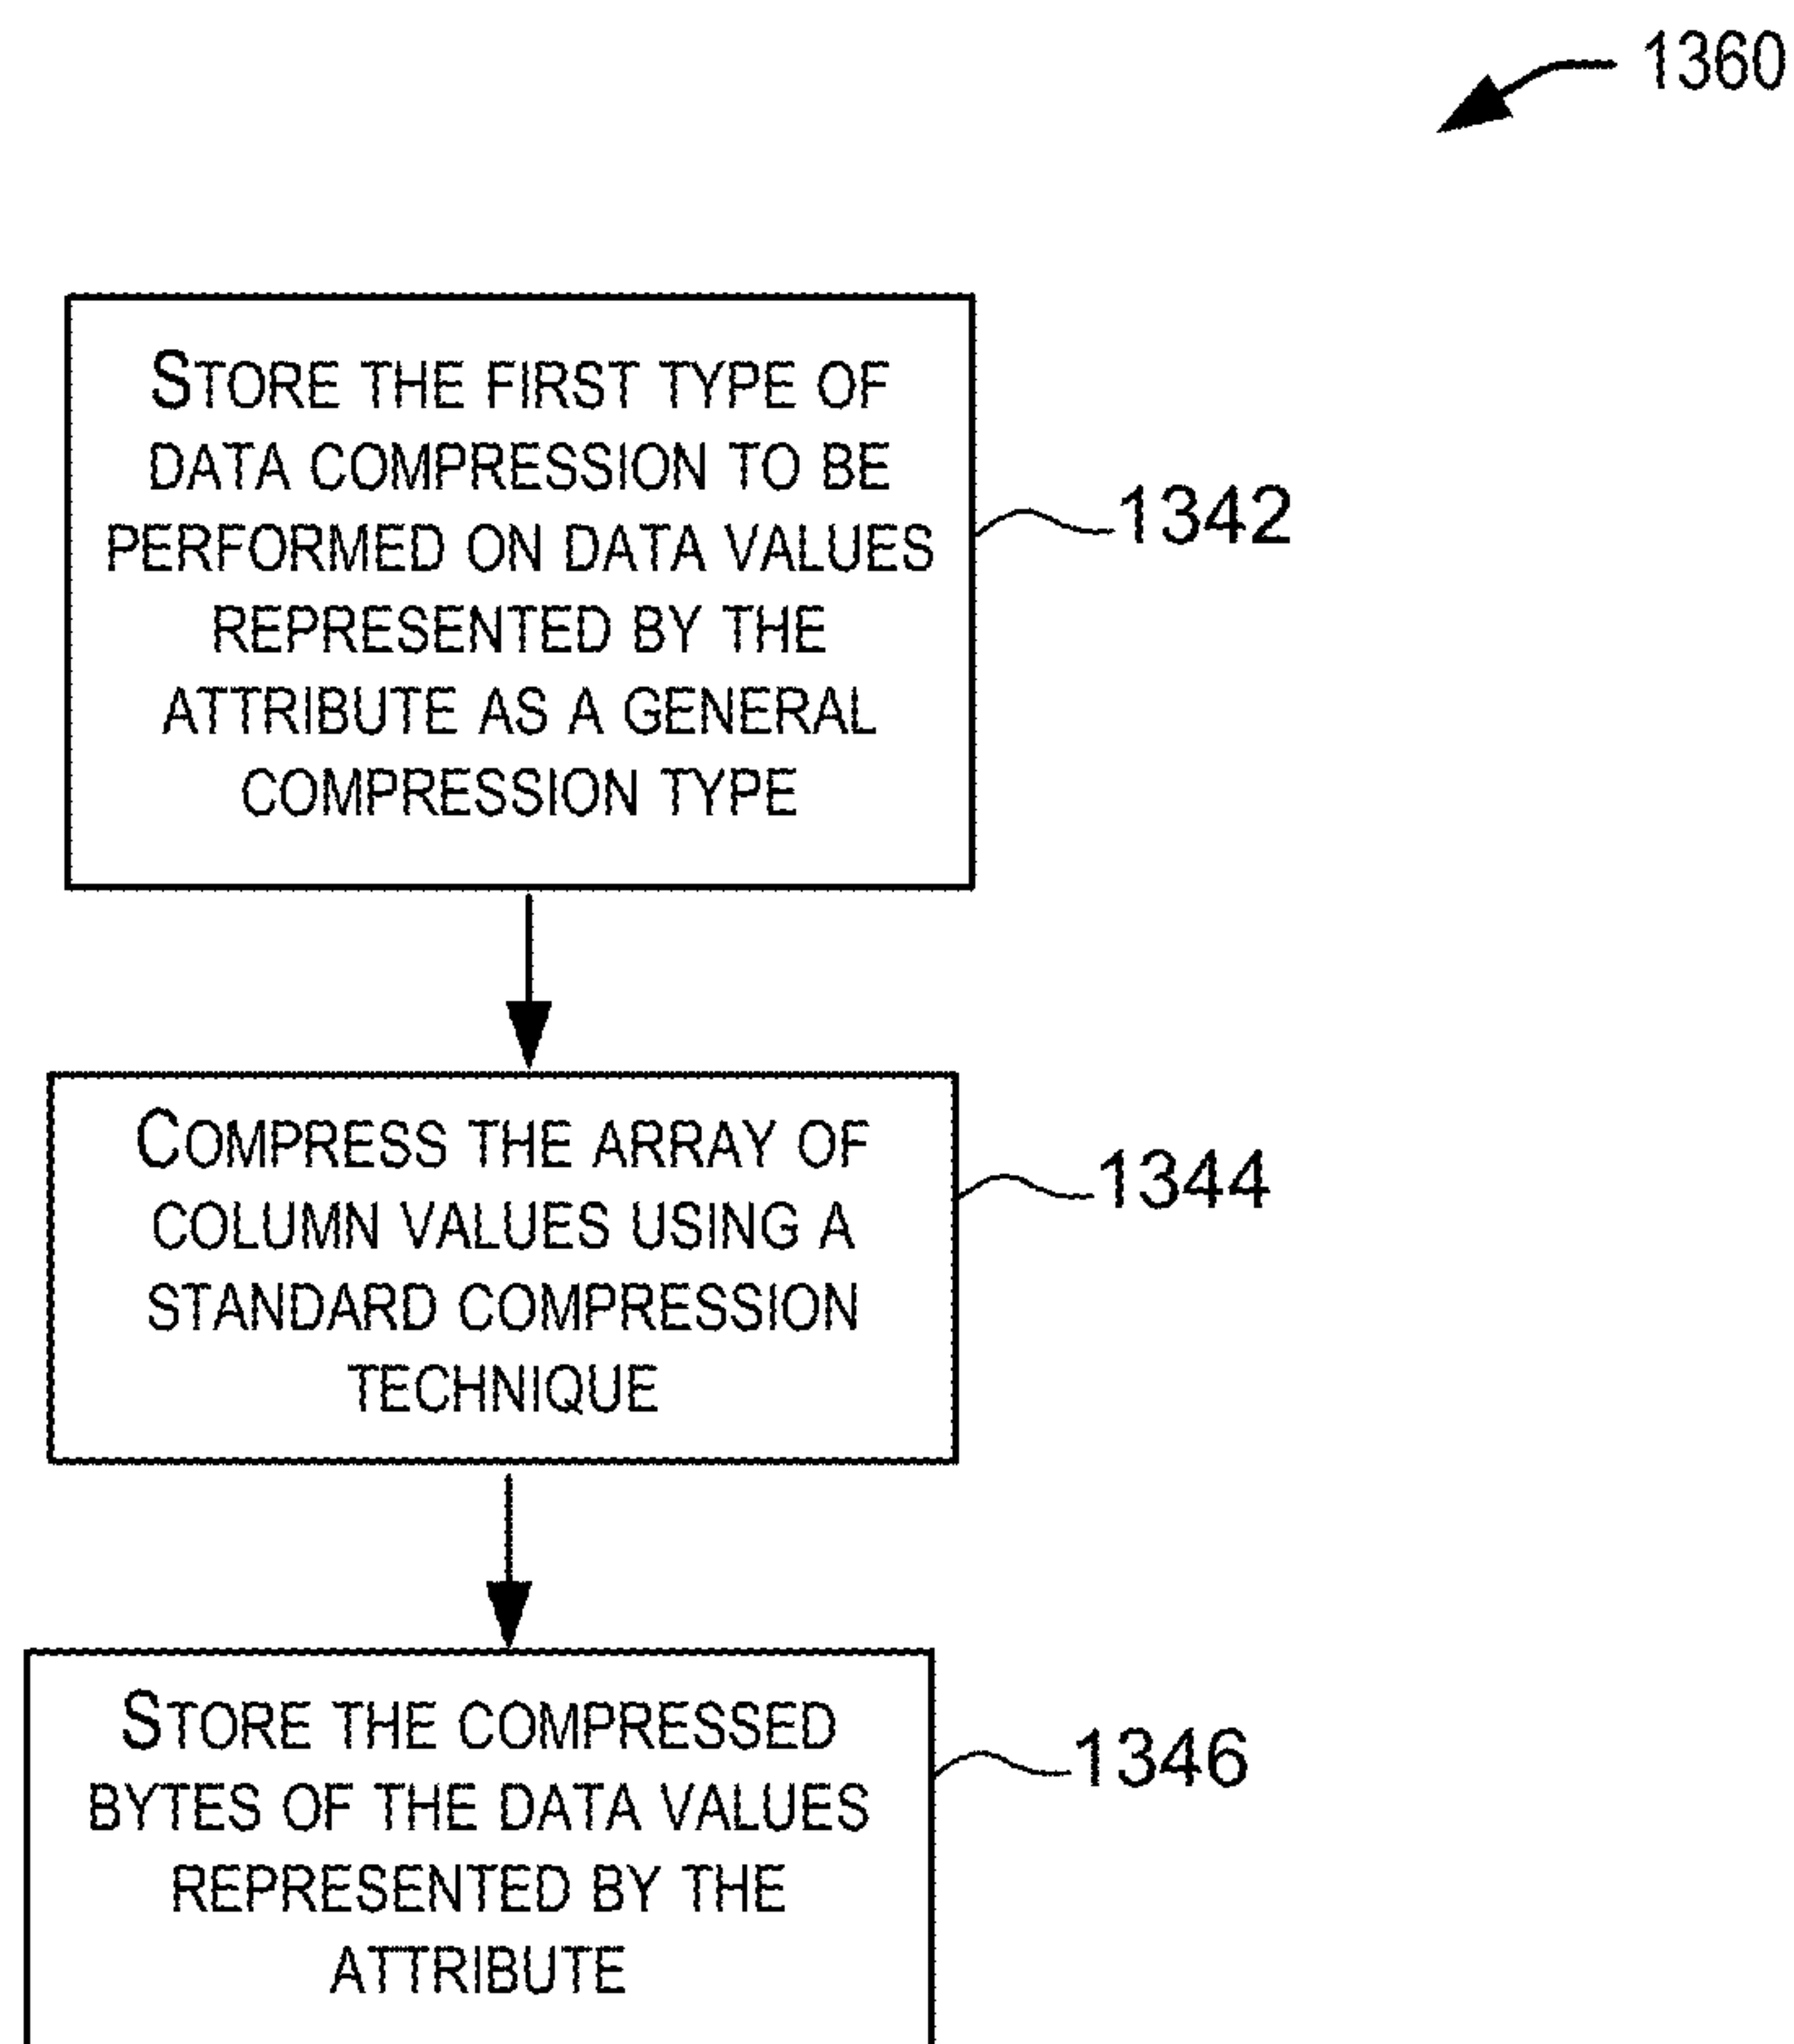 1360
STORE THE FIRST TYPE OF
DATA COMPRESSION TO BE
PERFORMED ON DATA VALUES
REPRESENTED BY THE
ATTRIBUTE AS A GENERAL
COMPRESSION TYPE
1342
COMPRESS THE ARRAY OF
COLUMN VALUES USING A
STANDARD COMPRESSION
TECHNIQUE
1344
STORE THE COMPRESSED
BYTES OF THE DATA VALUES
REPRESENTED BY THE
ATTRIBUTE
1346